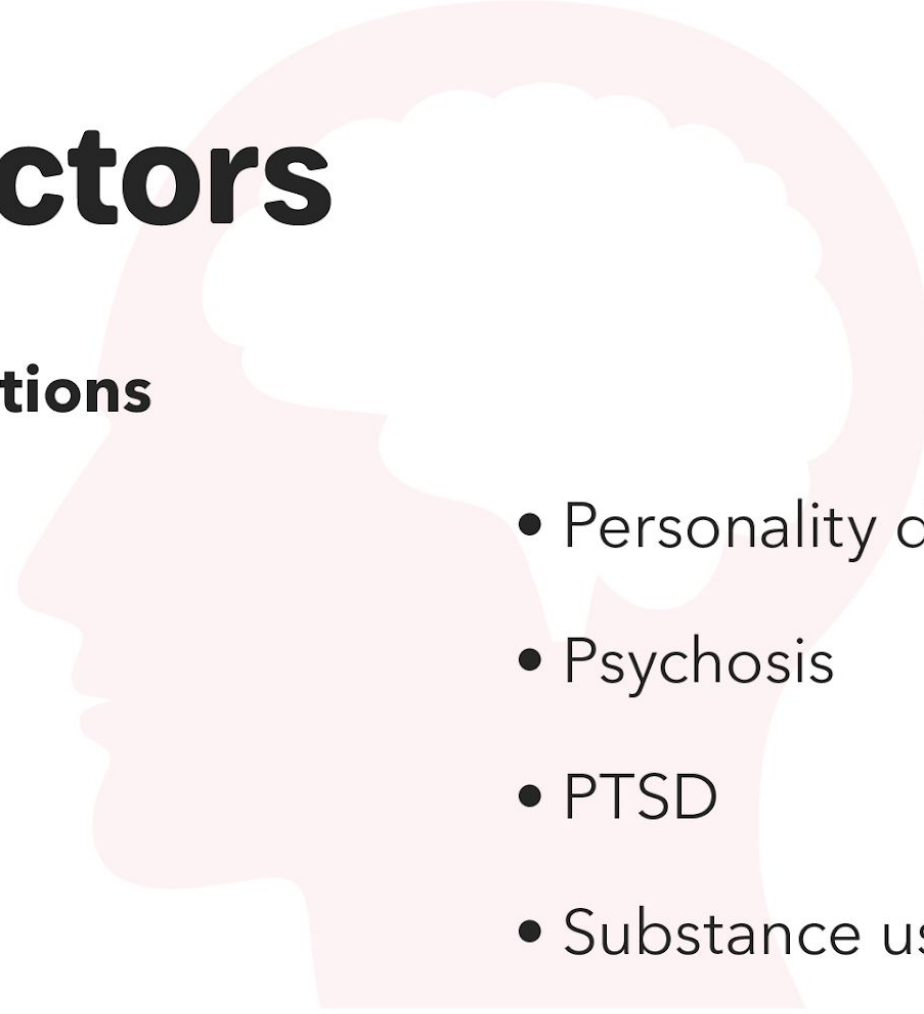 ctors
tions
• Personality
• Psychosis
• PTSD
• Substance us